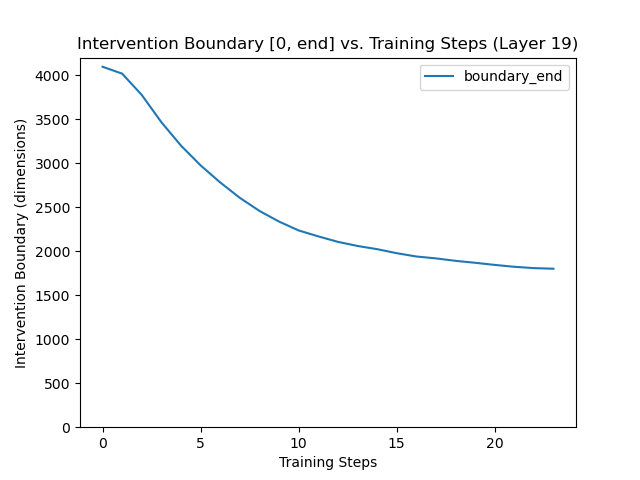 Intervention Boundary [0, end] vs. Training Steps (Layer 19)
boundary_end
Intervention Boundary (dimensions)
4000
3500
3000
2500
2000
1500
1000
500
0
0 5 10 15 20
Training Steps